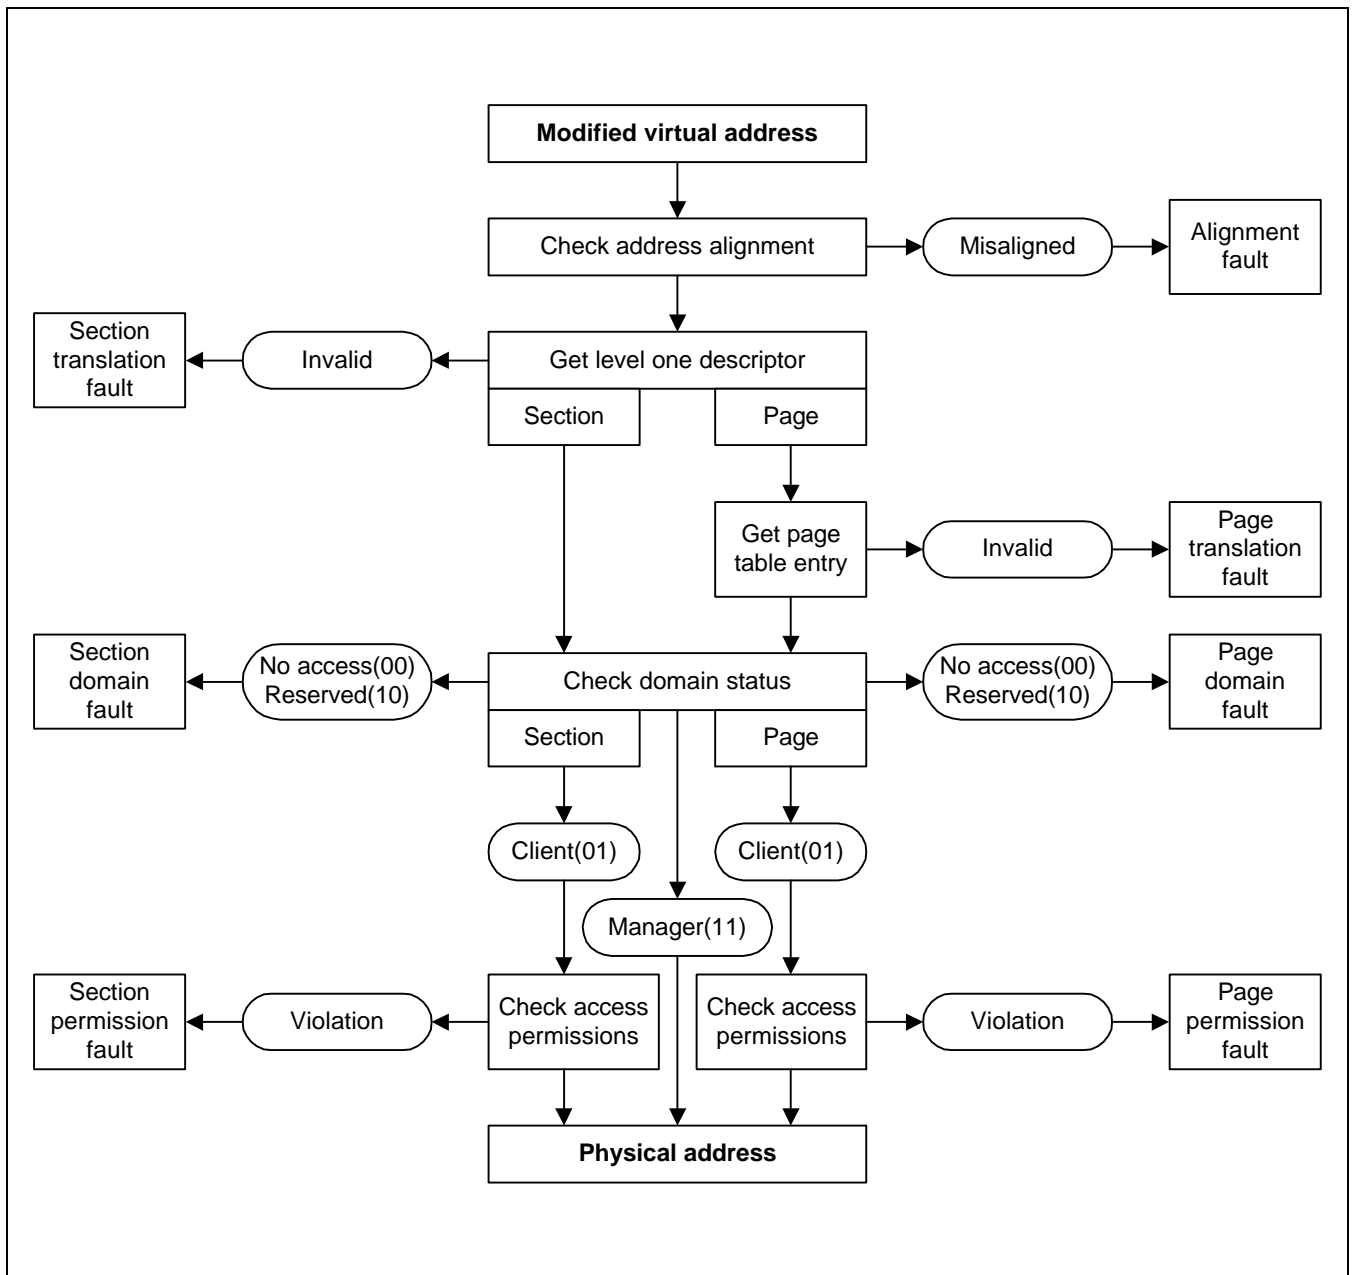 Modified virtual address
Check address alignment
Misaligned
Alignment
fault
Section
translation
fault
Invalid
Get level one descriptor
Section
Page
Get page
table entry
Invalid
Page
translation
fault
Section
domain
fault
No access(00)
Reserved(10)
Check domain status
No access(00)
Reserved(10)
Page
domain
fault
Section
Page
Client(01)
Client(01)
Manager(11)
Section
permission
fault
Violation
Check access
permissions
Check access
permissions
Violation
Page
permission
fault
Physical address